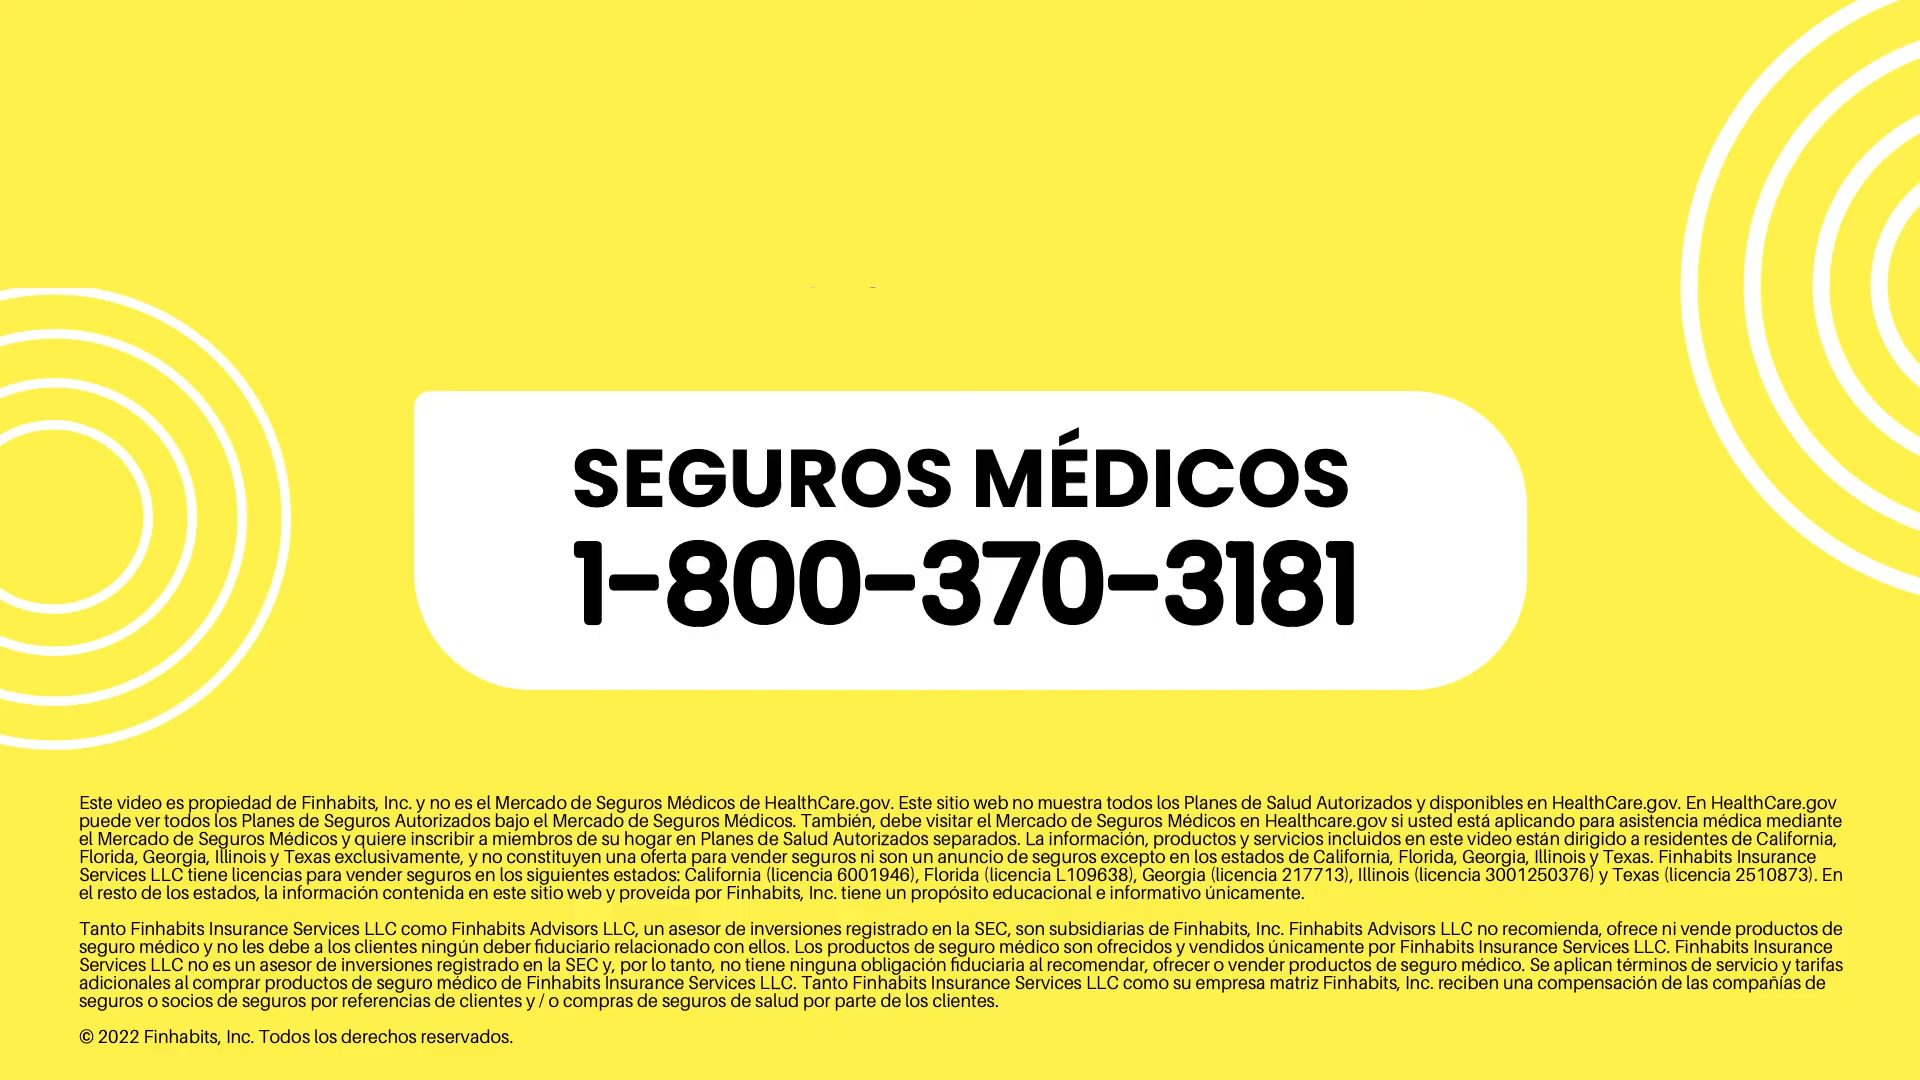 SEGUROS MÉDICOS
1-800-370-3181
Este video es propiedad de Finhabits, Inc. y no es el Mercado de Seguros Médicos de HealthCare.gov. Este sitio web no muestra todos los Planes de Salud Autorizados y disponibles en HealthCare.gov. En HealthCare.gov
puede ver todos los Planes de Seguros Autorizados bajo el Mercado de Seguros Médicos. También, debe visitar el Mercado de Seguros Médicos en Healthcare.gov si usted está aplicando para asistencia médica mediante
el Mercado de Seguros Médicos y quiere inscribir a miembros de su hogar en Planes de Salud Autorizados separados. La información, productos y servicios incluidos en este video están dirigido a residentes de California,
Florida, Georgia, Illinois y Texas exclusivamente, y no constituyen una oferta para vender seguros ni son un anuncio de seguros excepto en los estados de California, Florida, Georgia, Illinois y Texas. Finhabits Insurance
Services LLC tiene licencias para vender seguros en los siguientes estados: California (licencia 6001946), Florida (licencia L109638), Georgia (licencia 217713), Illinois (licencia 3001250376) y Texas (licencia 2510873). En
el resto de los estados, la información contenida en este sitio web y proveída por Finhabits, Inc. tiene un propósito educacional e informativo únicamente.
Tanto Finhabits Insurance Services LLC como Finhabits Advisors LLC, un asesor de inversiones registrado en la SEC, son subsidiarias de Finhabits, Inc. Finhabits Advisors LLC no recomienda, ofrece ni vende productos de
seguro médico y no les debe a los clientes ningún deber fiduciario relacionado con ellos. Los productos de seguro médico son ofrecidos y vendidos únicamente por Finhabits Insurance Services LLC. Finhabits Insurance
Services LLC no es un asesor de inversiones registrado en la SEC y, por lo tanto, no tiene ninguna obligación fiduciaria al recomendar, ofrecer o vender productos de seguro médico. Se aplican términos de servicio y tarifas
adicionales al comprar productos de seguro médico de Finhabits Insurance Services LLC. Tanto Finhabits Insurance Services LLC como su empresa matriz Finhabits, Inc. reciben una compensación de las compañías de
seguros o socios de seguros por referencias de clientes y / o compras de seguros de salud por parte de los clientes.
© 2022 Finhabits, Inc. Todos los derechos reservados.